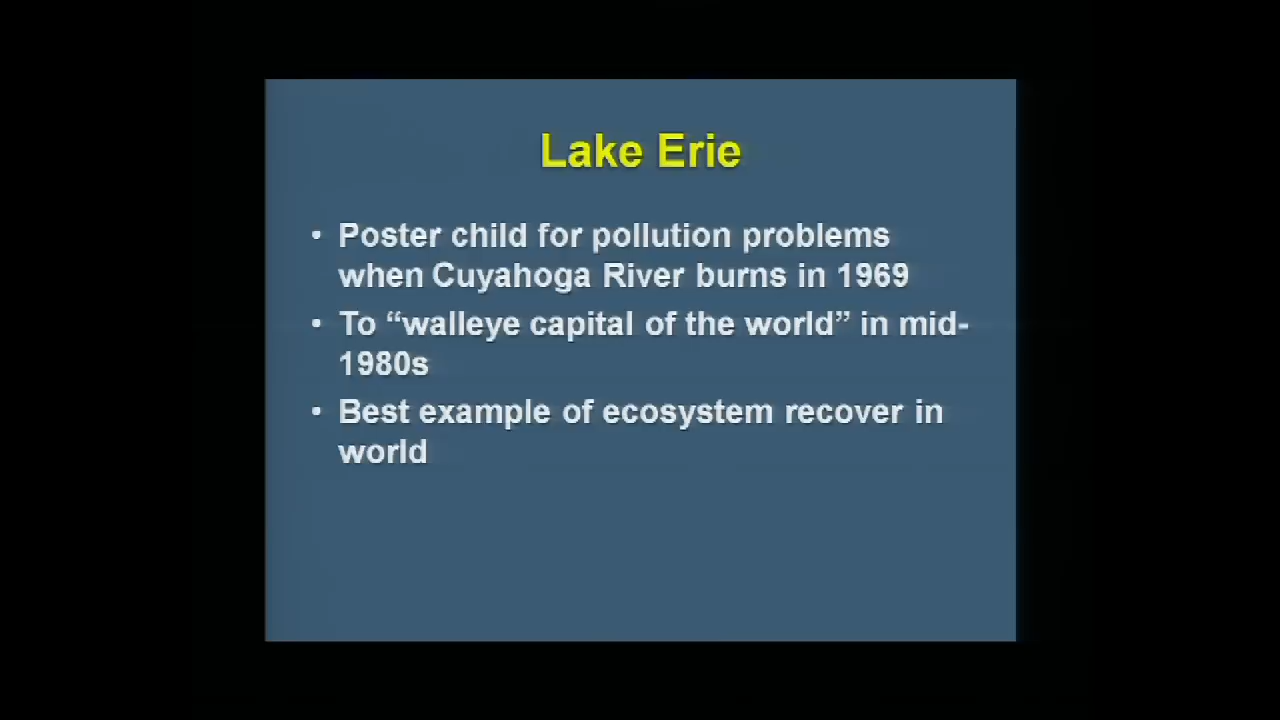 Lake Erie
• Poster child for pollution problems
when Cuyahoga River burns in 1969
• To “walleye capital of the world” in mid-
1980s
• Best example of ecosystem recover in
world